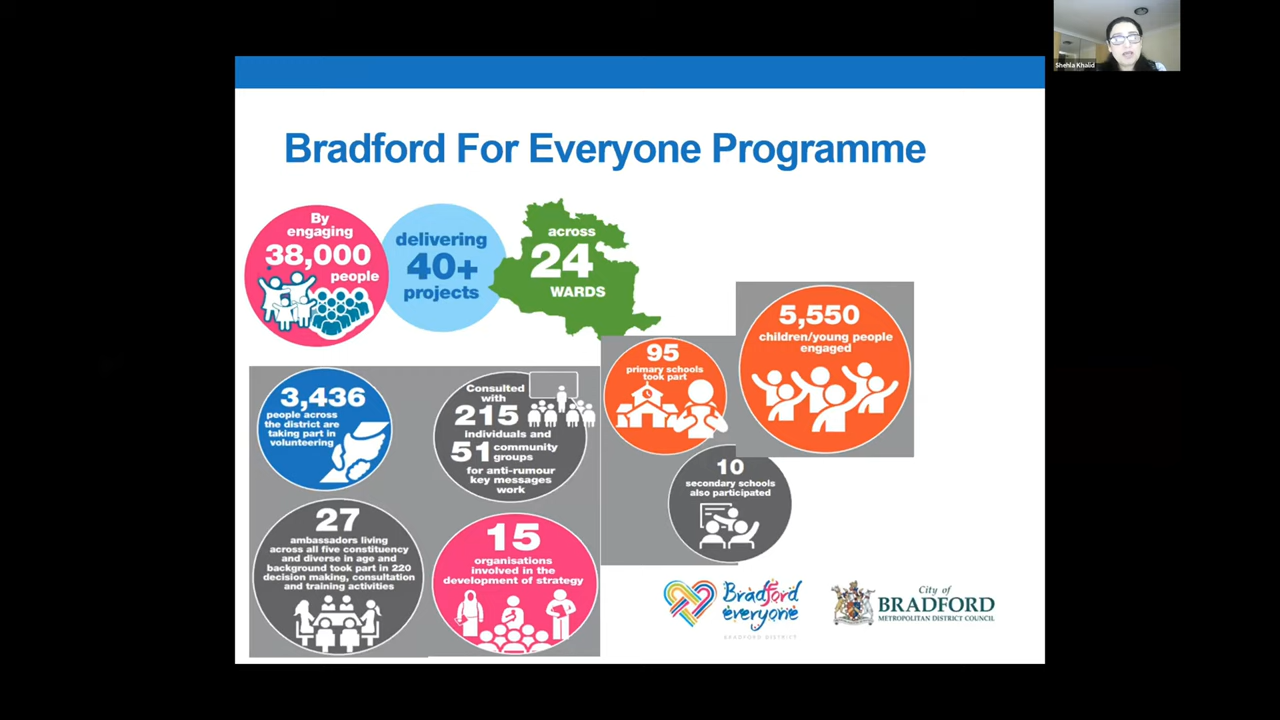 Shehla Khalid
Bradford For Everyone Programme
By
engaging
38,000
people
delivering
40+
projects
across
24
WARDS
5,550
children/young people
engaged
95
primary schools
took part
3,436
people across
the district are
taking part in
volunteering
Consulted
with
215
individuals and
51 community
groups
for anti-rumour
key messages
work
10
secondary schools
also participated
27
ambassadors living
across all five constituency
and diverse in age and
background took part in 220
decision making, consultation
and training activities
15
organisations
involved in the
development of strategy
Bradford
everyone
BRADFORD DISTRICT
City of
BRADFORD
METROPOLITAN DISTRICT COUNCIL